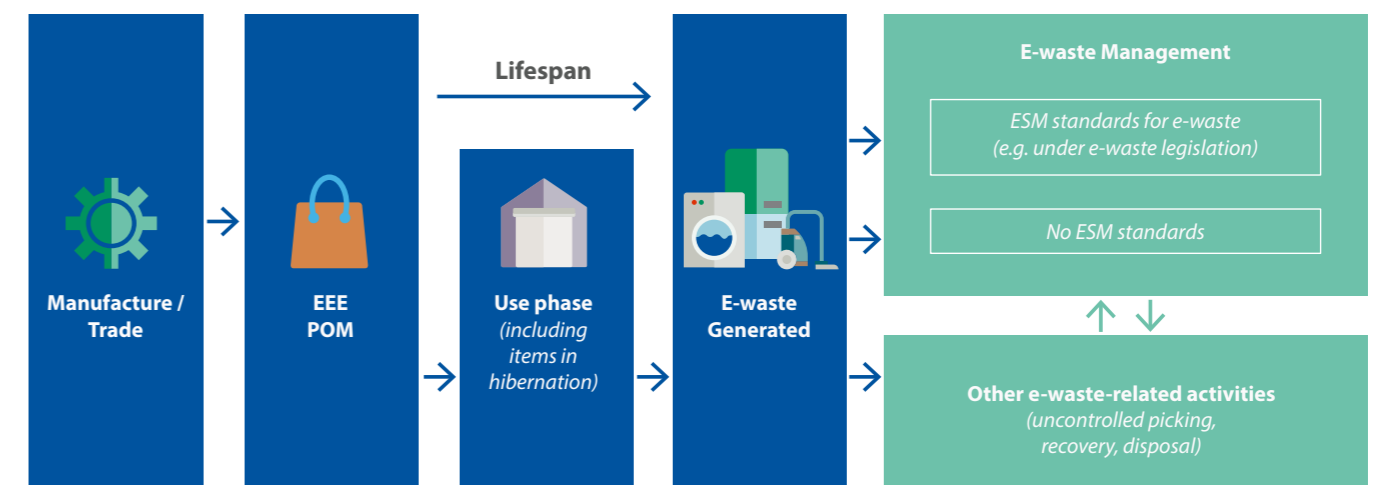 Manufacture /
Trade
EEE
POM
Lifespan
Use phase
(including
items in
hibernation)
E-waste
Generated
E-waste Management
ESM standards for e-waste
(e.g. under e-waste legislation)
No ESM standards
Other e-waste-related activities
(uncontrolled picking,
recovery, disposal)